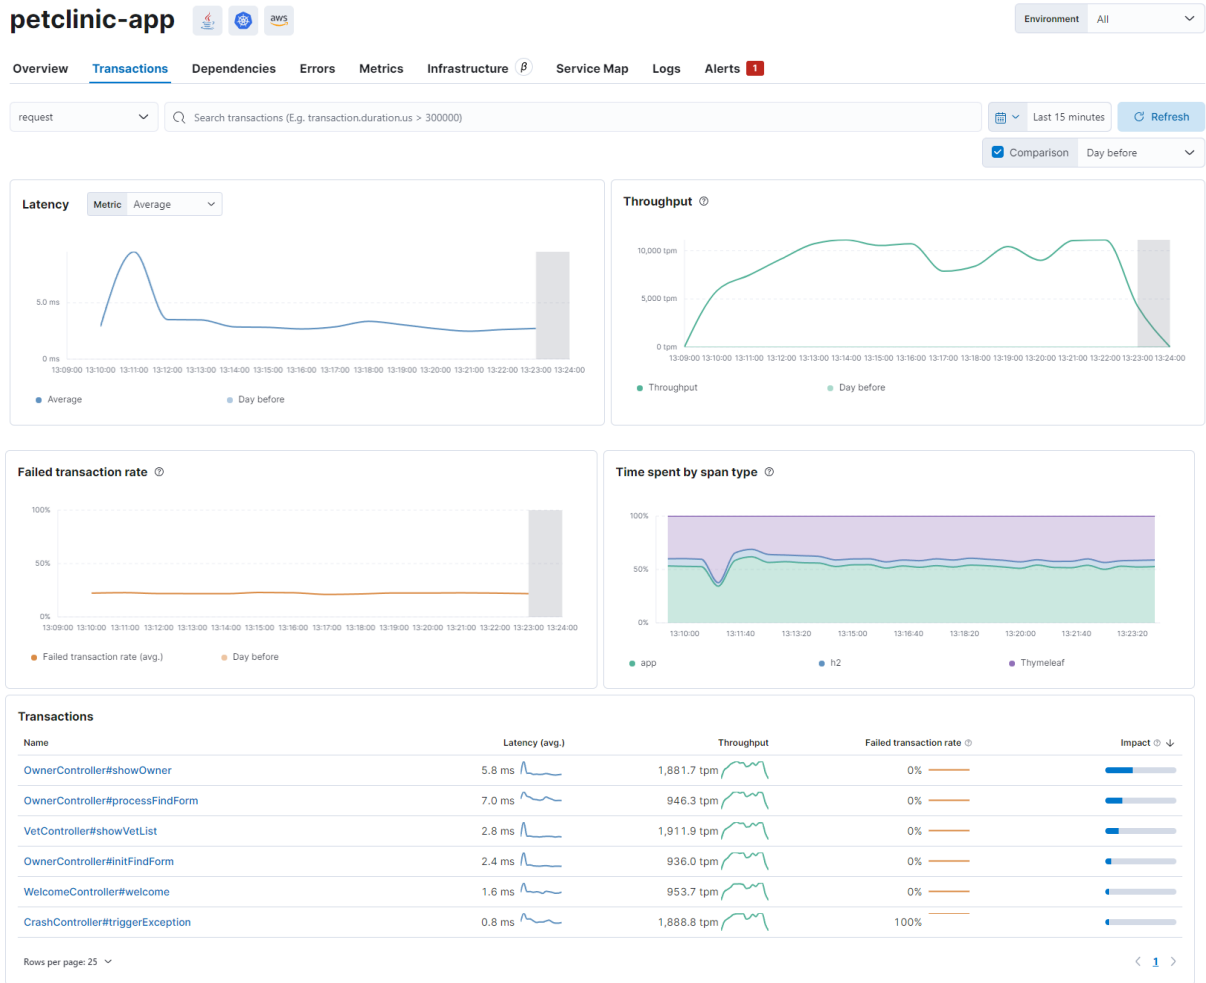 petclinic-app
aws
Environment All
Overview Transactions Dependencies Errors Metrics Infrastructure β Service Map Logs Alerts 1
request
Search transactions (E.g. transaction.duration.us > 300000)
Last 15 minutes
Refresh
Comparison Day before
Latency Metric Average
5.0 ms
0 ms
13:09:00 13:10:00 13:11:00 13:12:00 13:13:00 13:14:00 13:15:00 13:16:00 13:17:00 13:18:00 13:19:00 13:20:00 13:21:00 13:22:00 13:23:00 13:24:00
Average Day before
Throughput
10,000 tpm
5,000 tpm
0 tpm
13:09:00 13:10:00 13:11:00 13:12:00 13:13:00 13:14:00 13:15:00 13:16:00 13:17:00 13:18:00 13:19:00 13:20:00 13:21:00 13:22:00 13:23:00 13:24:00
Throughput Day before
Failed transaction rate
100%
50%
0%
13:09:00 13:10:00 13:11:00 13:12:00 13:13:00 13:14:00 13:15:00 13:16:00 13:17:00 13:18:00 13:19:00 13:20:00 13:21:00 13:22:00 13:23:00 13:24:00
Failed transaction rate (avg.) Day before
Time spent by span type
100%
50%
0%
13:10:00 13:11:40 13:13:20 13:15:00 13:16:40 13:18:20 13:20:00 13:21:40 13:23:20
app h2 Thymeleaf
Transactions
Name Latency (avg.) Throughput Failed transaction rate Impact
OwnerController#showOwner 5.8 ms 1,881.7 tpm 0%
OwnerController#processFindForm 7.0 ms 946.3 tpm 0%
VetController#showVetList 2.8 ms 1,911.9 tpm 0%
OwnerController#initFindForm 2.4 ms 936.0 tpm 0%
WelcomeController#welcome 1.6 ms 953.7 tpm 0%
CrashController#triggerException 0.8 ms 1,888.8 tpm 100%
Rows per page: 25
1